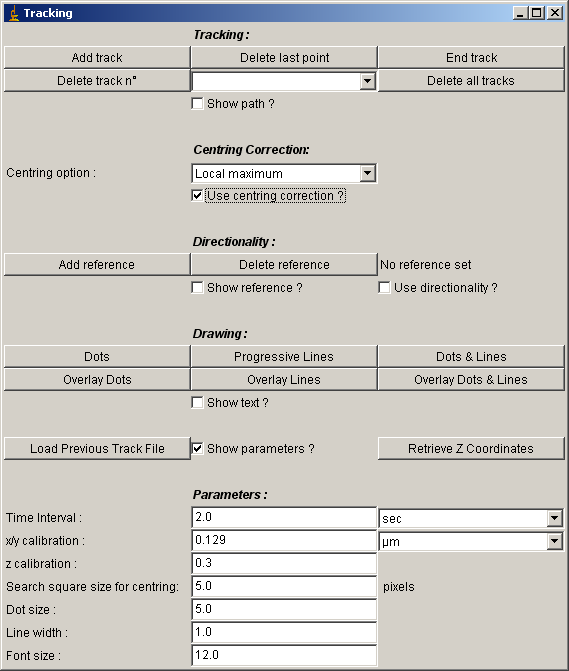 Tracking
Tracking :
Add track Delete last point End track
Delete track n° Delete all tracks
Show path ?
Centring Correction:
Centring option : Local maximum
Use centring correction ?
Directionality :
Add reference Delete reference No reference set
Show reference ? Use directionality ?
Drawing :
Dots Progressive Lines Dots & Lines
Overlay Dots Overlay Lines Overlay Dots & Lines
Show text ?
Load Previous Track File Show parameters ? Retrieve Z Coordinates
Parameters :
Time Interval : 2.0 sec
x/y calibration : 0.129 µm
z calibration : 0.3
Search square size for centring: 5.0 pixels
Dot size : 5.0
Line width : 1.0
Font size : 12.0